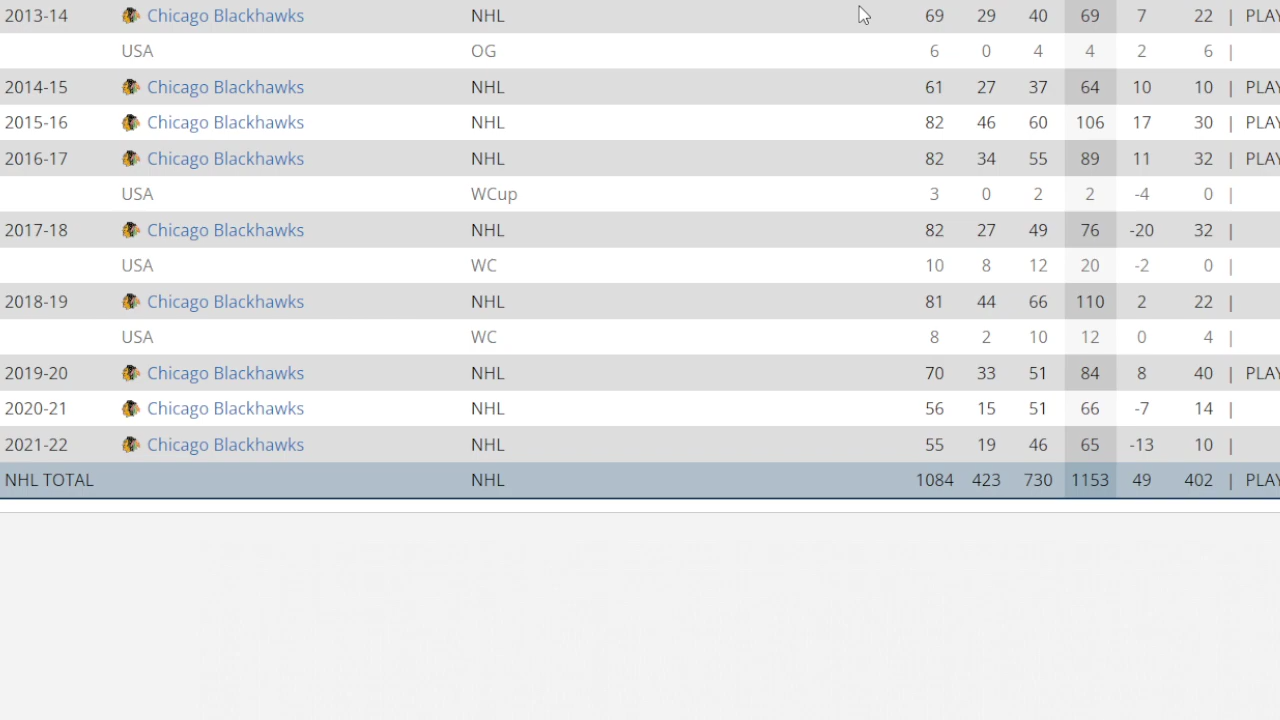 2013-14 Chicago Blackhawks NHL 69 29 40 69 7 22 | PLAY
USA OG 6 0 4 4 2 6 |
2014-15 Chicago Blackhawks NHL 61 27 37 64 10 10 | PLAY
2015-16 Chicago Blackhawks NHL 82 46 60 106 17 30 | PLAY
2016-17 Chicago Blackhawks NHL 82 34 55 89 11 32 | PLAY
USA WCup 3 0 2 2 -4 0 |
2017-18 Chicago Blackhawks NHL 82 27 49 76 -20 32 |
USA WC 10 8 12 20 -2 0 |
2018-19 Chicago Blackhawks NHL 81 44 66 110 2 22 |
USA WC 8 2 10 12 0 4 |
2019-20 Chicago Blackhawks NHL 70 33 51 84 8 40 | PLAY
2020-21 Chicago Blackhawks NHL 56 15 51 66 -7 14 |
2021-22 Chicago Blackhawks NHL 55 19 46 65 -13 10 |
NHL TOTAL NHL 1084 423 730 1153 49 402 | PLAY